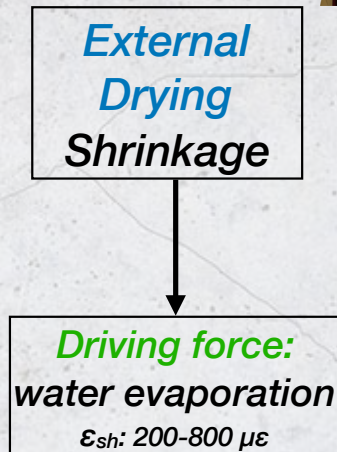 External
Drying
Shrinkage
Driving force:
water evaporation
εsh: 200-800 με